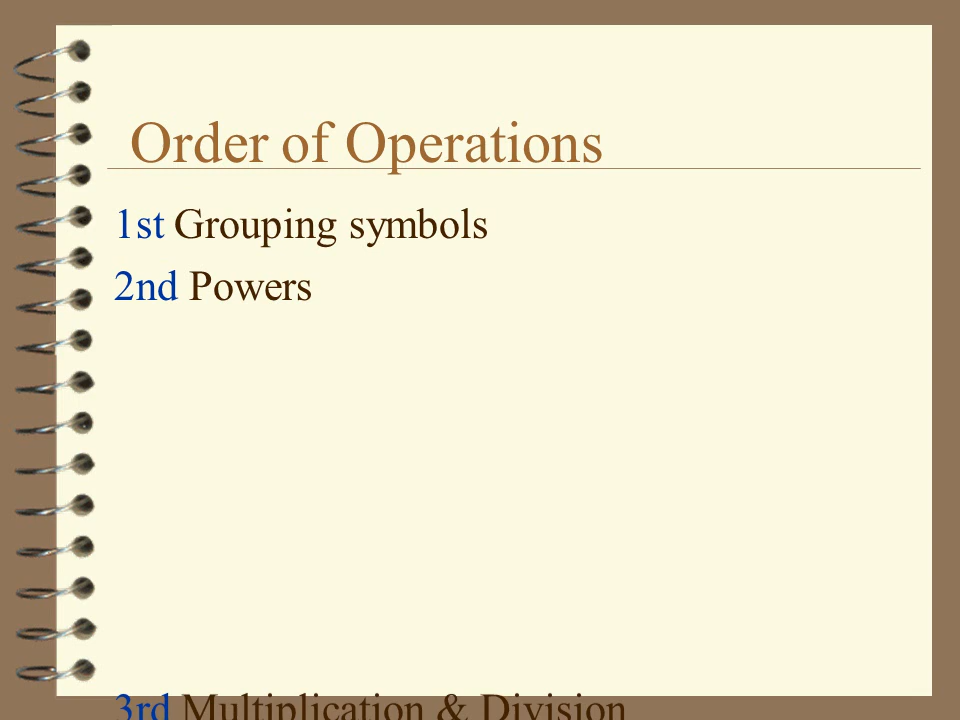 Order of Operations
1st Grouping symbols
2nd Powers
3rd Multiplication & Division